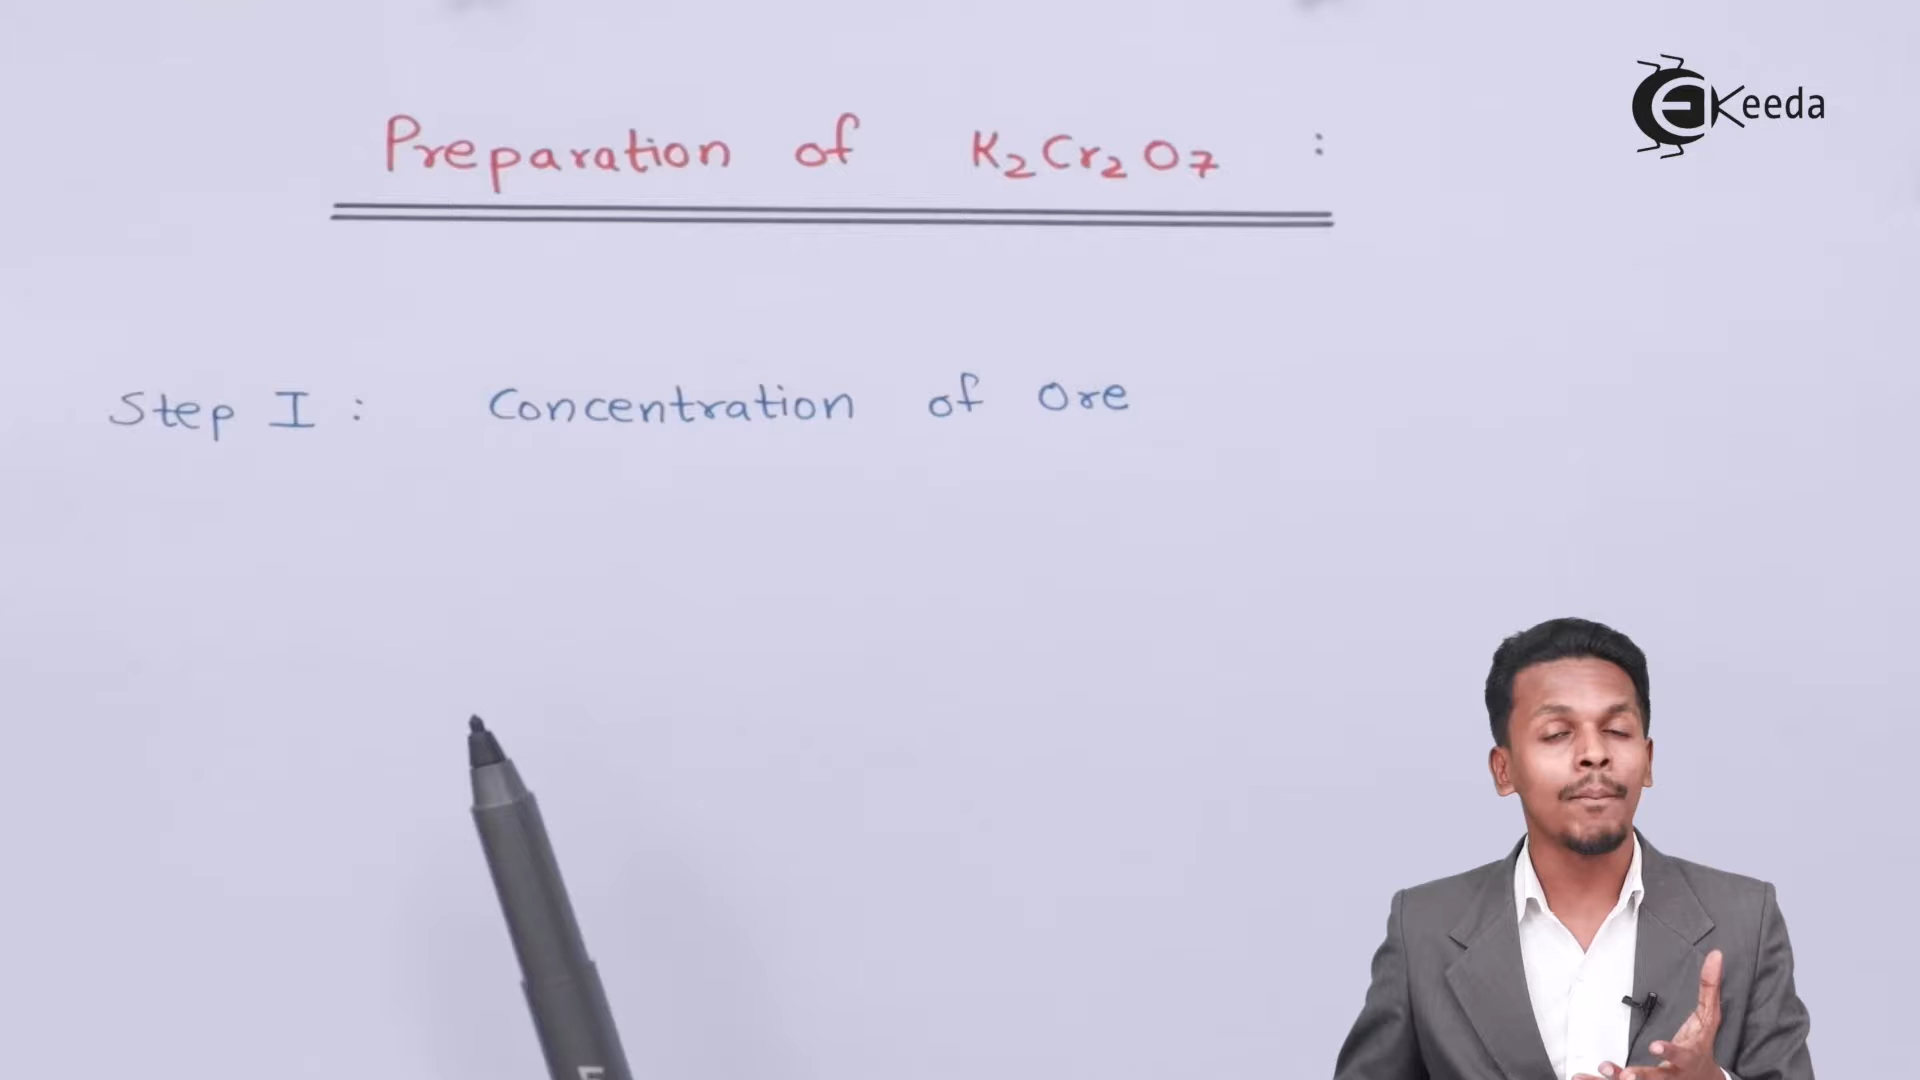 Preparation of K₂Cr₂O₇ :
Keeda
Step I : Concentration of Ore